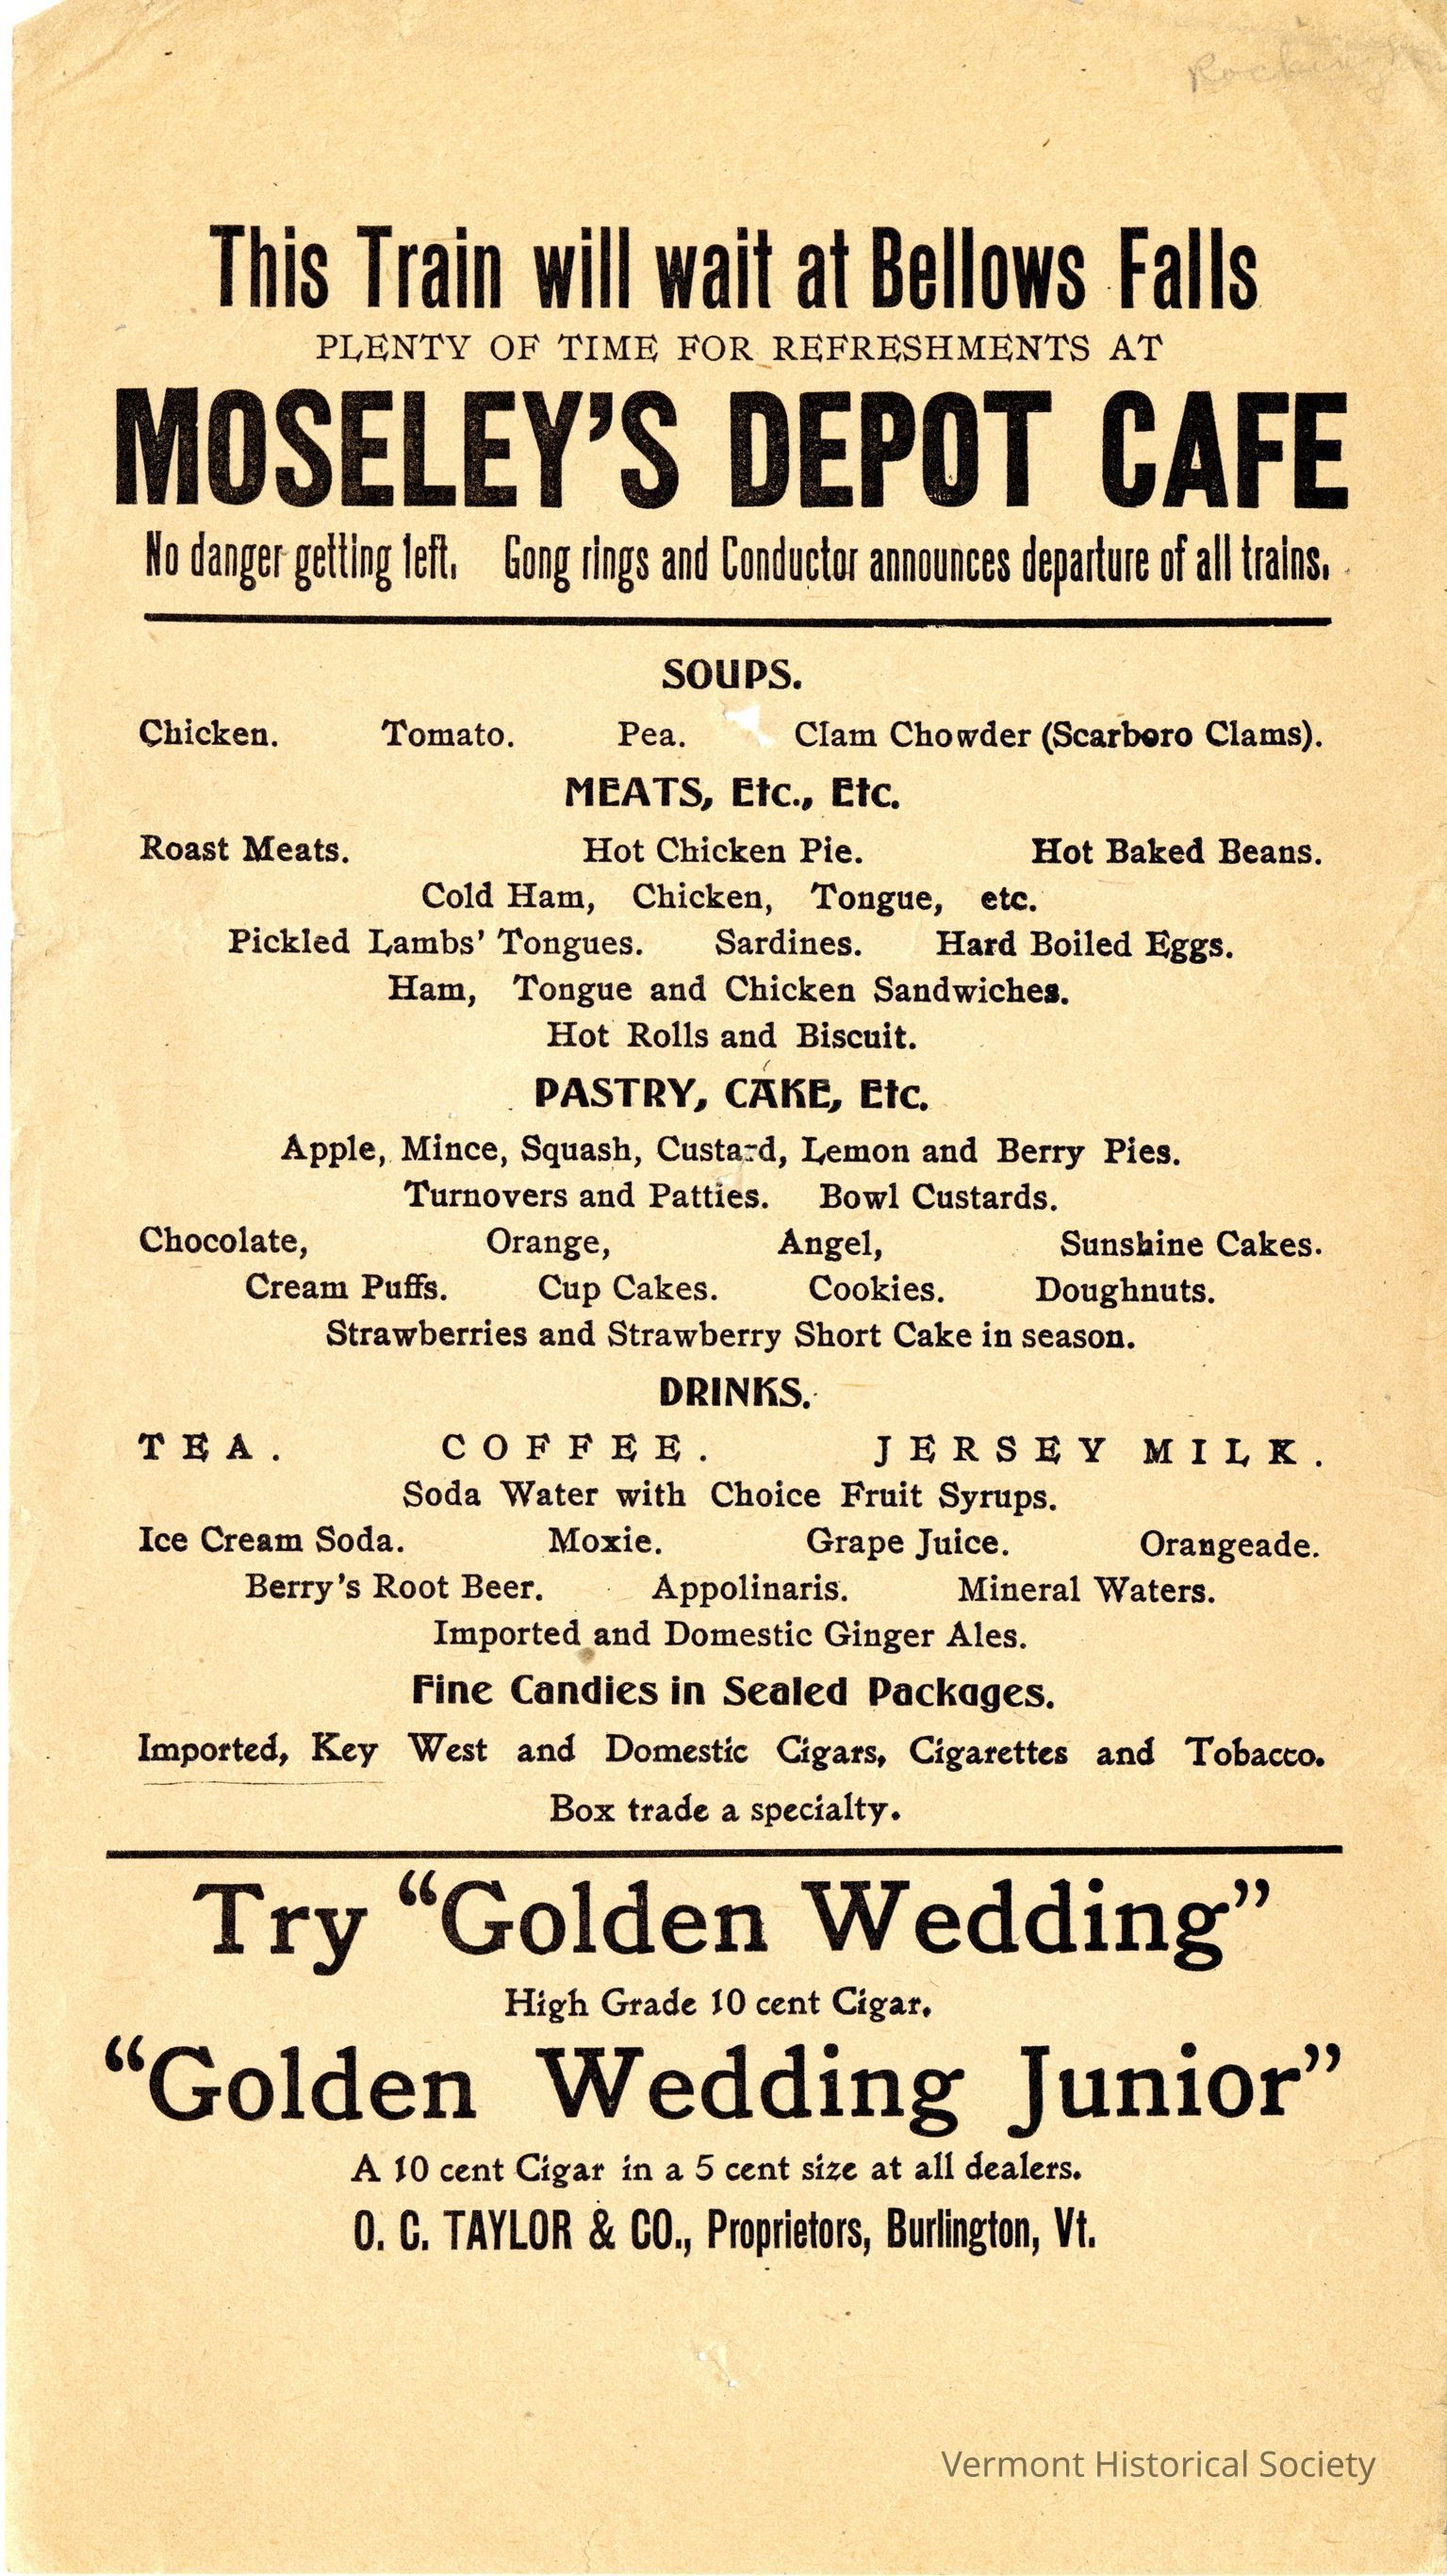 This Train will wait at Bellows Falls
PLENTY OF TIME FOR REFRESHMENTS AT
MOSELEY'S DEPOT CAFE
No danger getting left. Gong rings and Conductor announces departure of all trains.
SOUPS.
Chicken. Tomato. Pea. Clam Chowder (Scarboro Clams).
MEATS, Etc., Etc.
Roast Meats. Hot Chicken Pie. Hot Baked Beans.
Cold Ham, Chicken, Tongue, etc.
Pickled Lambs' Tongues. Sardines. Hard Boiled Eggs.
Ham, Tongue and Chicken Sandwiches.
Hot Rolls and Biscuit.
PASTRY, CAKE, Etc.
Apple, Mince, Squash, Custard, Lemon and Berry Pies.
Turnovers and Patties. Bowl Custards.
Chocolate, Orange, Angel, Sunshine Cakes.
Cream Puffs. Cup Cakes. Cookies. Doughnuts.
Strawberries and Strawberry Short Cake in season.
DRINKS.
TEA. COFFEE. JERSEY MILK.
Soda Water with Choice Fruit Syrups.
Ice Cream Soda. Moxie. Grape Juice. Orangeade.
Berry's Root Beer. Appolinaris. Mineral Waters.
Imported and Domestic Ginger Ales.
Fine Candies in Sealed Packages.
Imported, Key West and Domestic Cigars, Cigarettes and Tobacco.
Box trade a specialty.
Try "Golden Wedding"
High Grade 10 cent Cigar.
"Golden Wedding Junior"
A 10 cent Cigar in a 5 cent size at all dealers.
O. C. TAYLOR & CO., Proprietors, Burlington, Vt.
Vermont Historical Society